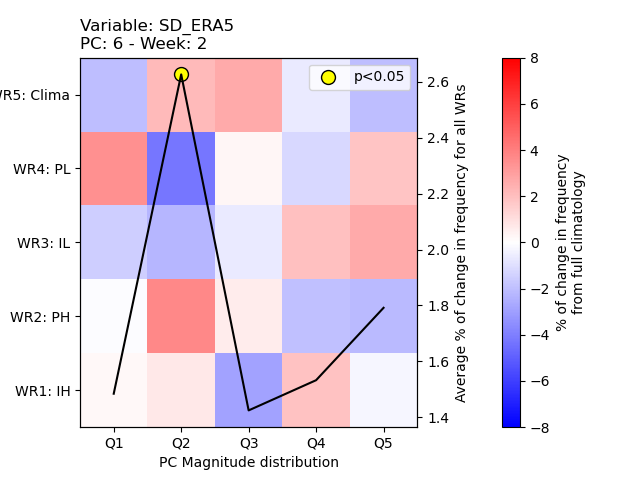 Variable: SD_ERA5
PC: 6 - Week: 2
p<0.05
WR5: Clima
WR4: PL
WR3: IL
WR2: PH
WR1: IH
Q1 Q2 Q3 Q4 Q5
PC Magnitude distribution
2.6
2.4
2.2
2.0
1.8
1.6
1.4
Average % of change in frequency for all WRs
8
6
4
2
0
−2
−4
−6
−8
% of change in frequency
from full climatology